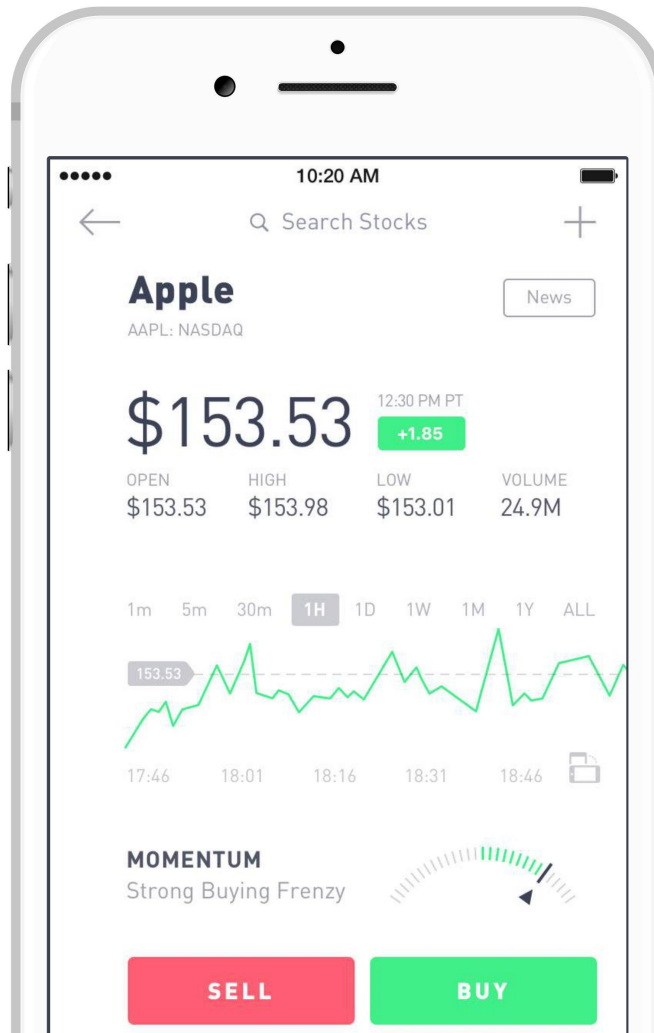 10:20 AM
Search Stocks
Apple
News
AAPL: NASDAQ
$153.53
12:30 PM PT
+1.85
OPEN HIGH LOW VOLUME
$153.53 $153.98 $153.01 24.9M
1m 5m 30m 1H 1D 1W 1M 1Y ALL
153.53
17:46 18:01 18:16 18:31 18:46
MOMENTUM
Strong Buying Frenzy
SELL BUY